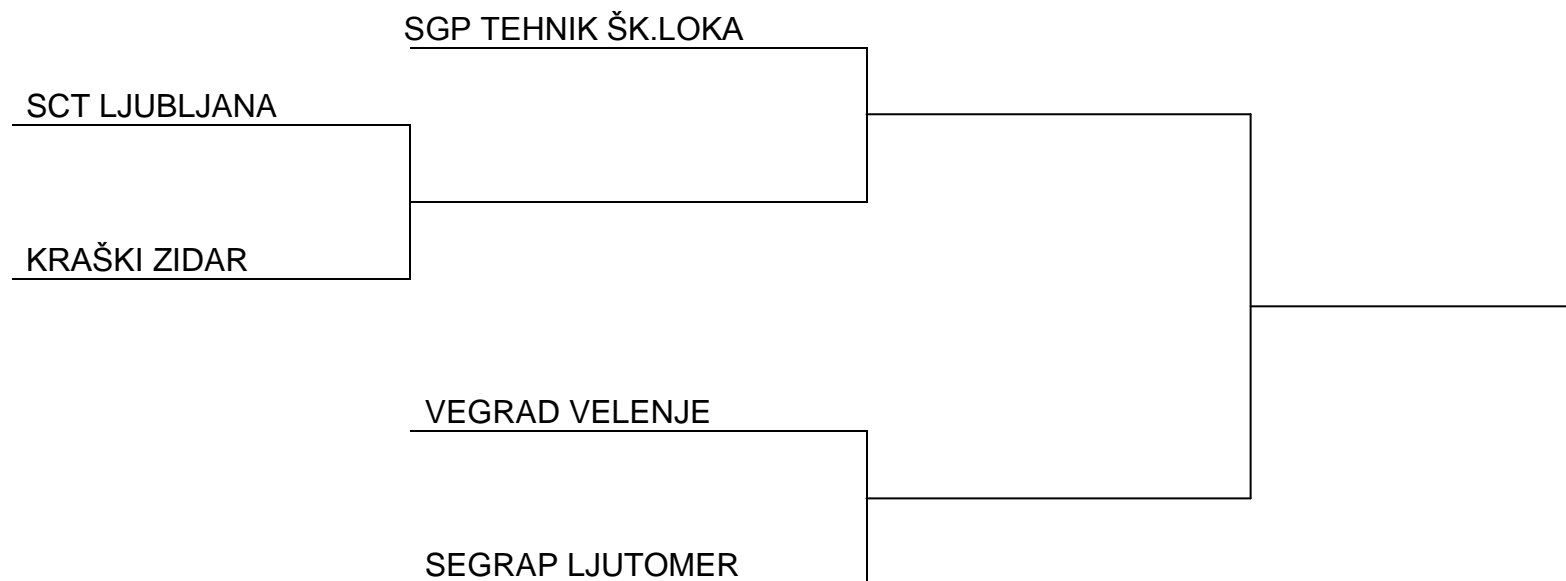 SGP TEHNIK ŠK.LOKA
SCT LJUBLJANA
KRAŠKI ZIDAR
VEGRAD VELENJE
SEGRAP LJUTOMER